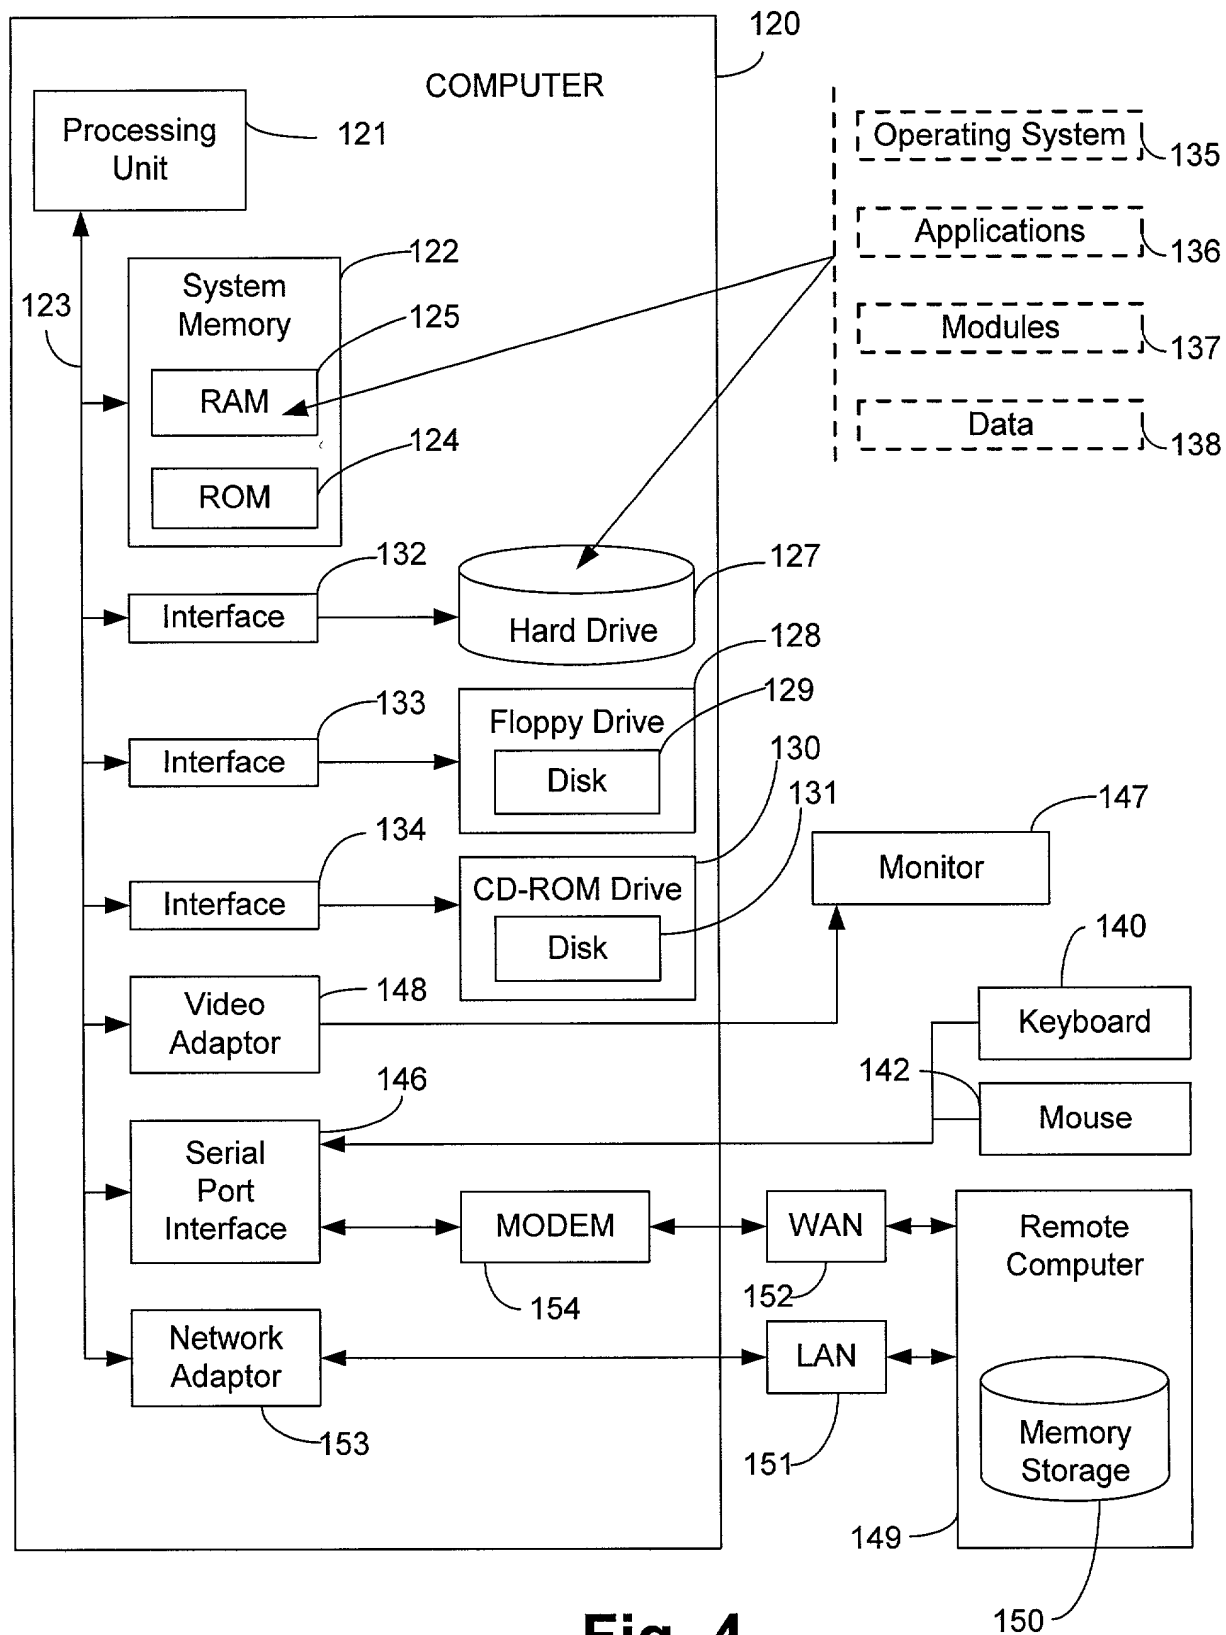 120
COMPUTER
Processing
Unit
121
Operating System
135
Applications
136
Modules
137
Data
138
122
System
Memory
123
125
RAM
124
ROM
132
Interface
127
Hard Drive
128
129
133
Interface
Floppy Drive
Disk
130
131
134
Interface
CD-ROM Drive
Disk
147
Monitor
140
Keyboard
148
Video
Adaptor
142
Mouse
146
Serial
Port
Interface
MODEM
154
WAN
152
Remote
Computer
Network
Adaptor
153
LAN
151
Memory
Storage
149
150
Fig. 4